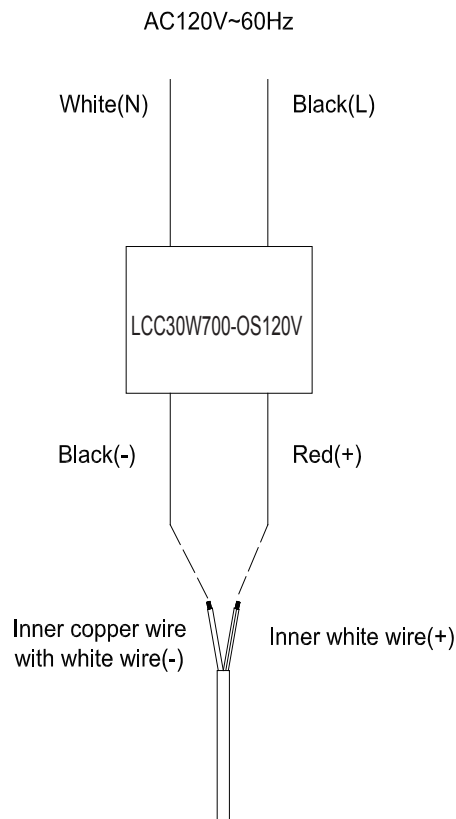 AC120V~60Hz
White(N)
Black(L)
LCC30W700-OS120V
Black(-)
Red(+)
Inner copper wire
with white wire(-)
Inner white wire(+)